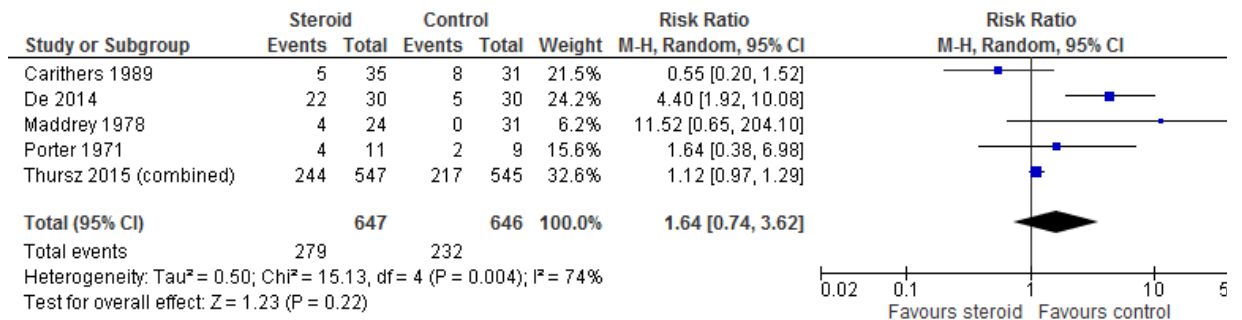 Steroid Control Risk Ratio Risk Ratio
Study or Subgroup Events Total Events Total Weight M-H, Random, 95% CI M-H, Random, 95% CI
Carithers 1989 5 35 8 31 21.5% 0.55 [0.20, 1.52]
De 2014 22 30 5 30 24.2% 4.40 [1.92, 10.08]
Maddrey 1978 4 24 0 31 6.2% 11.52 [0.65, 204.10]
Porter 1971 4 11 2 9 15.6% 1.64 [0.38, 6.98]
Thursz 2015 (combined) 244 547 217 545 32.6% 1.12 [0.97, 1.29]
Total (95% CI) 647 646 100.0% 1.64 [0.74, 3.62]
Total events 279 232
Heterogeneity: Tau² = 0.50; Chi² = 15.13, df = 4 (P = 0.004); I² = 74%
Test for overall effect: Z = 1.23 (P = 0.22)
0.02 0.1 1 10 5
Favours steroid Favours control